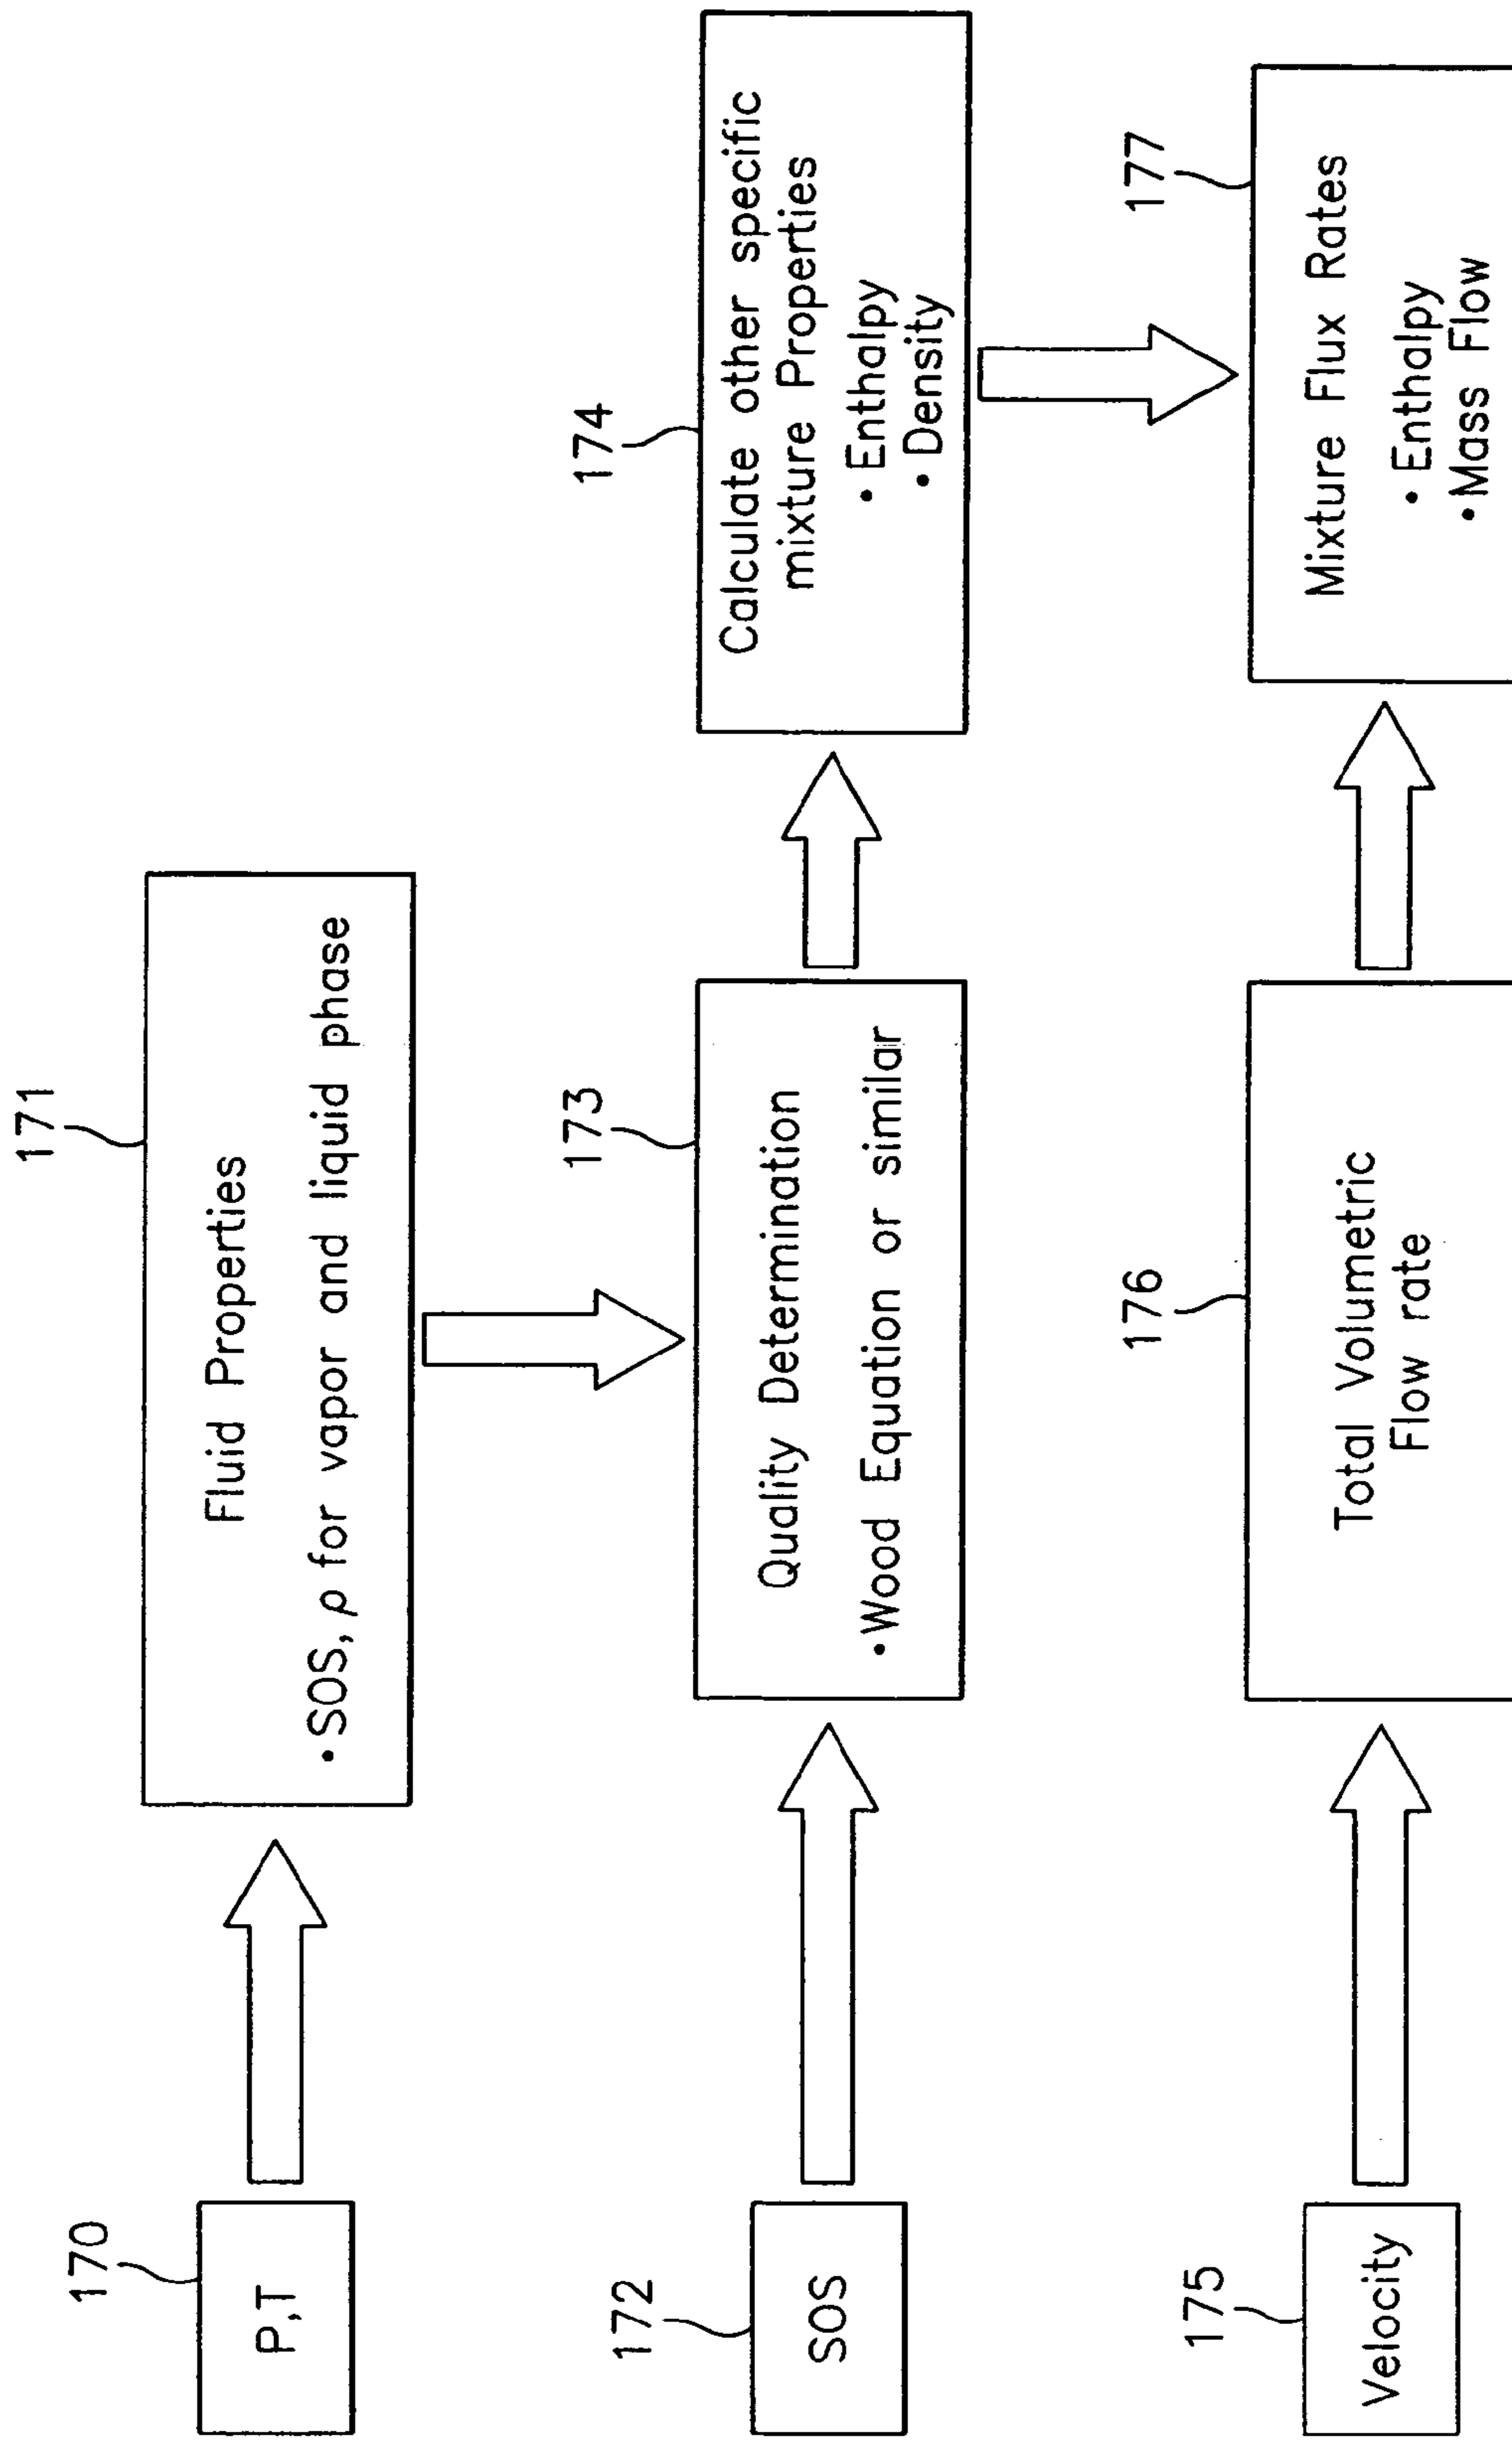 171
170
P,T
Fluid Properties
• SOS, ρ for vapor and liquid phase
172
SOS
173
Quality Determination
• Wood Equation or similar
174
Calculate other specific
mixture Properties
• Enthalpy
• Density
175
Velocity
176
Total Volumetric
Flow rate
177
Mixture Flux Rates
• Enthalpy
• Mass Flow